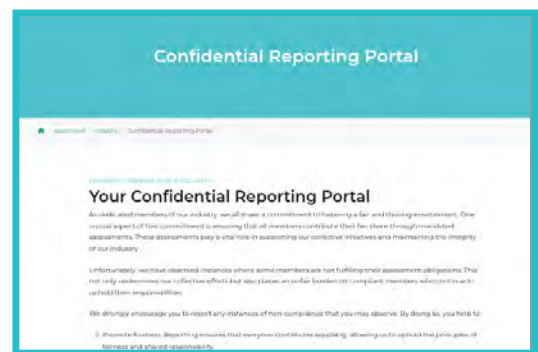 Confidential Reporting Portal
Confidential Reporting Portal
Your Confidential Reporting Portal
As dedicated members of our industry, we all share a commitment to fostering a fair and thriving environment. One
crucial aspect of this commitment is ensuring that all members contribute their fair share through mandated
assessments. These assessments play a vital role in supporting our collective initiatives and maintaining the integrity
of our industry.
Unfortunately, we have observed instances where some members are not fulfilling their assessment obligations. This
not only undermines our collective efforts but also places an unfair burden on compliant members who continue to
uphold their responsibilities.
We strongly encourage you to report any instances of non-compliance that you may observe. By doing so, you help to:
Promote Fairness: Reporting ensures that everyone contributes equitably, allowing us to uphold the principles of
fairness and shared responsibility.